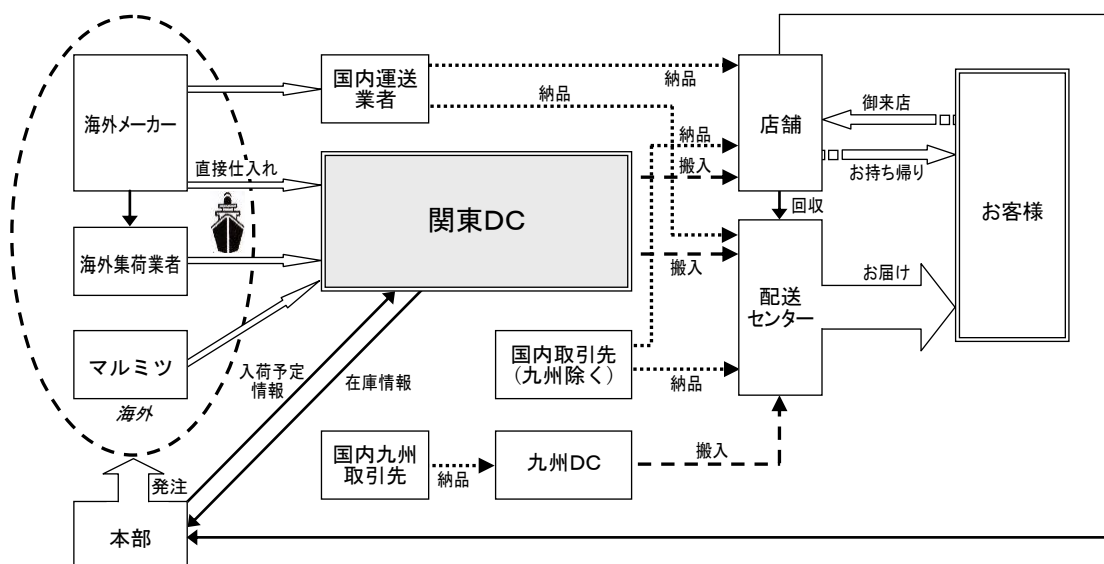 海外メーカー
国内運送
業者
納品
納品
店舗
御来店
お持ち帰り
納品
搬入
直接仕入れ
関東DC
お客様
回収
海外集荷業者
搬入
お届け
配送
センター
マルミツ
海外
入荷予定
情報
在庫情報
国内取引先
（九州除く）
納品
国内九州
取引先
納品
九州DC
搬入
発注
本部